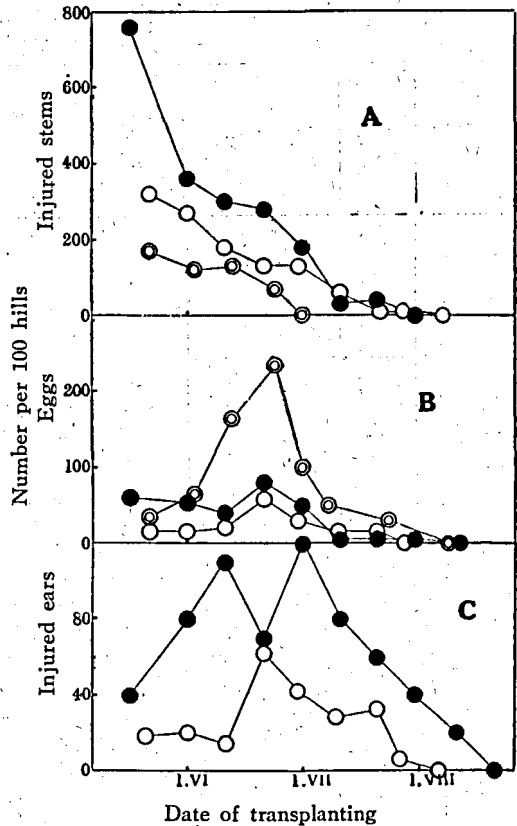 Number per 100 hills
Injured stems
800
600
400
200
0
A
Eggs
200
100
0
B
Injured ears
80
40
0
C
1.VI
1.VII
1.VIII
Date of transplanting